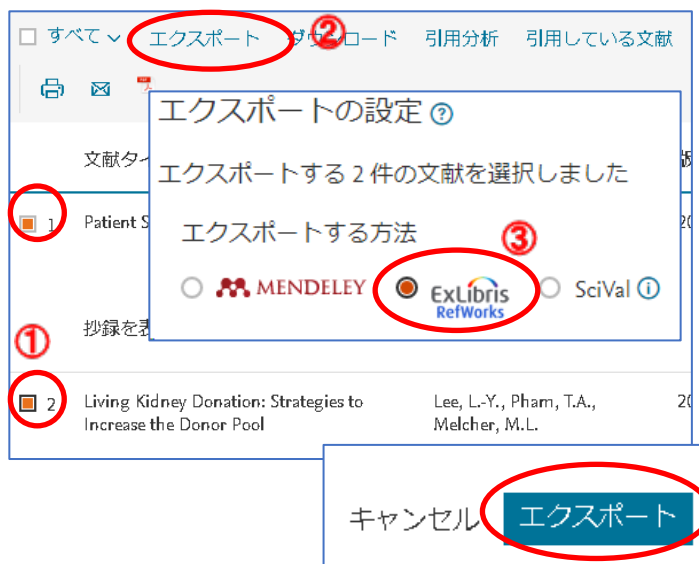 すべて エクスポート ダウンロード 引用分析 引用している文献
②
エクスポートの設定 ?
文献タイ
エクスポートする 2 件の文献を選択しました
1 Patient S
20
エクスポートする方法
③
MENDELEY ExLibris RefWorks SciVal i
抄録を表
①
2 Living Kidney Donation: Strategies to Lee, L.-Y., Pham, T.A., 20
Increase the Donor Pool Melcher, M.L.
キャンセル エクスポート